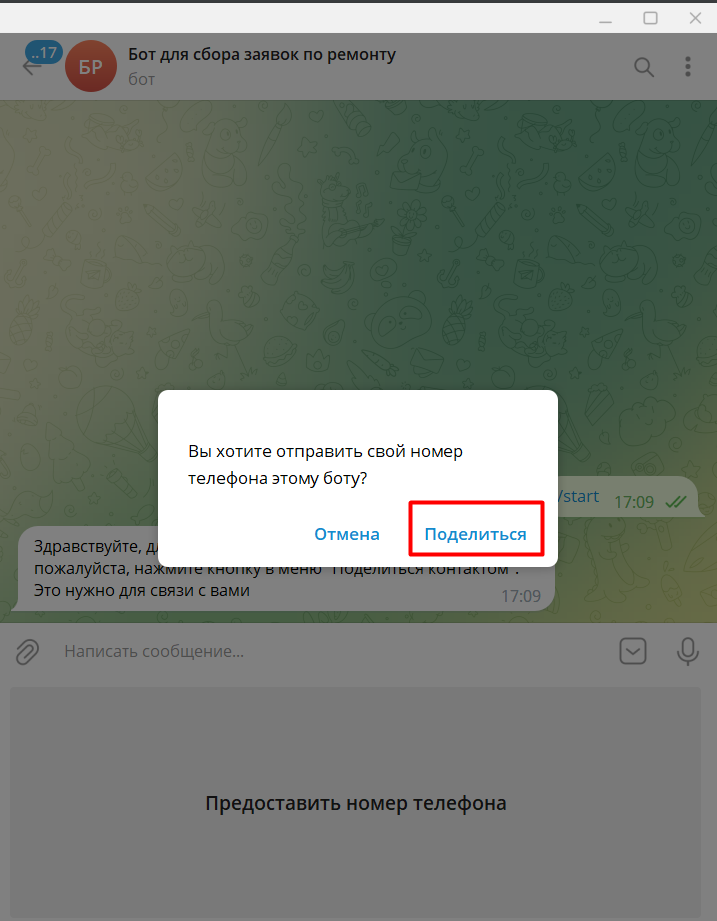 ..17
БР
Бот для сбора заявок по ремонту
бот
/start
17:09
Вы хотите отправить свой номер
телефона этому боту?
Отмена
Поделиться
Здравствуйте,
пожалуйста, нажмите кнопку в меню "Поделиться контактом".
Это нужно для связи с вами
17:09
Написать сообщение...
Предоставить номер телефона